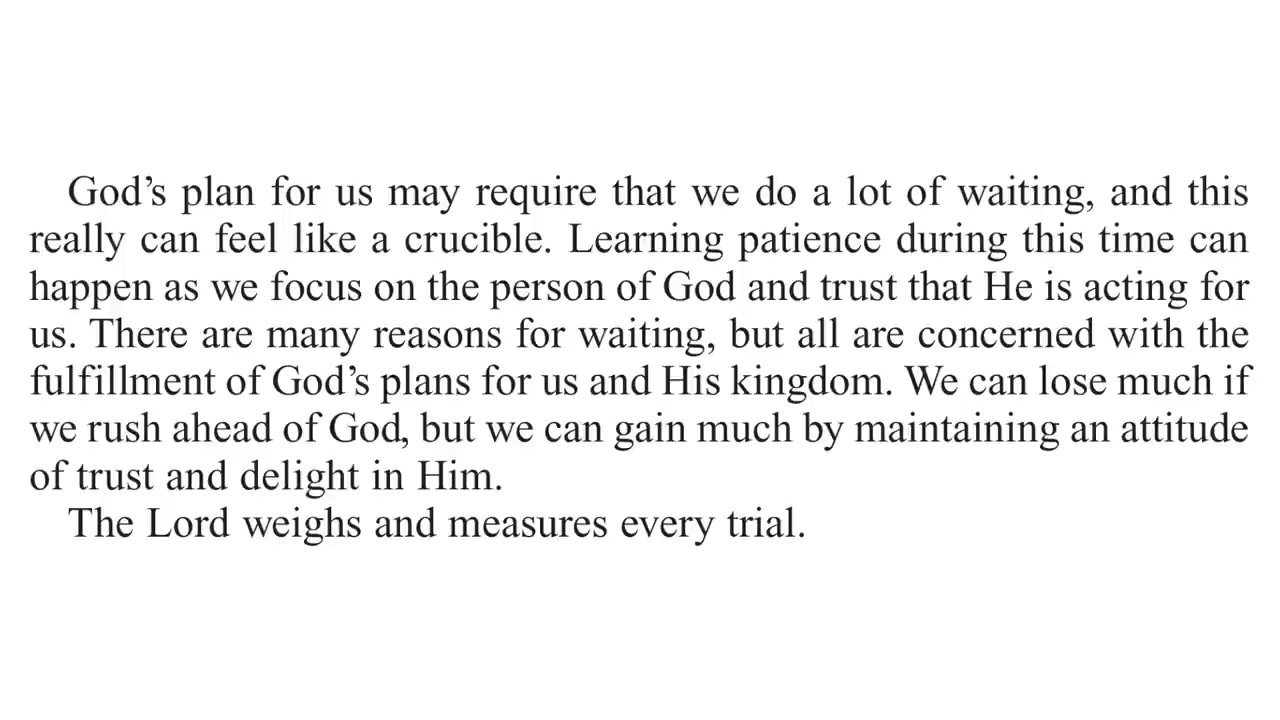 God’s plan for us may require that we do a lot of waiting, and this
really can feel like a crucible. Learning patience during this time can
happen as we focus on the person of God and trust that He is acting for
us. There are many reasons for waiting, but all are concerned with the
fulfillment of God’s plans for us and His kingdom. We can lose much if
we rush ahead of God, but we can gain much by maintaining an attitude
of trust and delight in Him.
The Lord weighs and measures every trial.